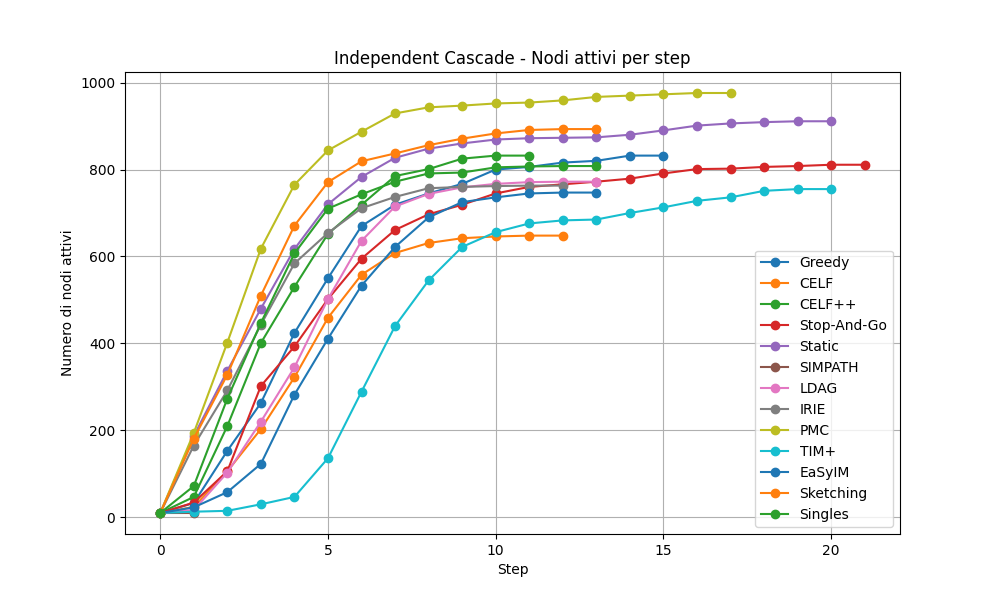 Independent Cascade - Nodi attivi per step
Numero di nodi attivi
1000
800
600
400
200
0
0 5 10 15 20
Step
Greedy
CELF
CELF++
Stop-And-Go
Static
SIMPATH
LDAG
IRIE
PMC
TIM+
EaSyIM
Sketching
Singles